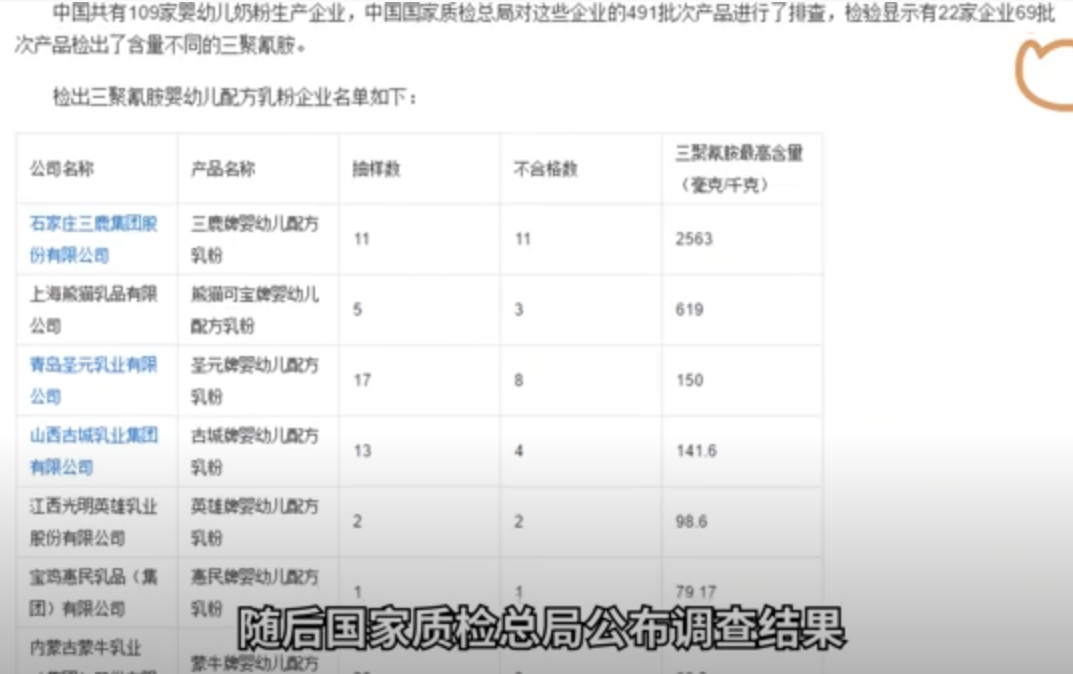 中国共有109家婴幼儿奶粉生产企业，中国国家质检总局对这些企业的491批次产品进行了排查，检验显示有22家企业69批
次产品检出了含量不同的三聚氰胺。
检出三聚氰胺婴幼儿配方乳粉企业名单如下：
公司名称 产品名称 抽样数 不合格数 三聚氰胺最高含量
（毫克/千克）
石家庄三鹿集团股 三鹿牌婴幼儿配方 11 11 2563
份有限公司 乳粉
上海熊猫乳品有限 熊猫可宝牌婴幼儿 5 3 619
公司 配方乳粉
青岛圣元乳业有限 圣元牌婴幼儿配方 17 8 150
公司 乳粉
山西古城乳业集团 古城牌婴幼儿配方 13 4 141.6
有限公司 乳粉
江西光明英雄乳业 英雄牌婴幼儿配方 2 2 98.6
股份有限公司 乳粉
宝鸡惠民乳品（集 惠民牌婴幼儿配方 1 1 79.17
团）有限公司 乳粉
内蒙古蒙牛乳业 蒙牛牌婴幼儿配方
随后国家质检总局公布调查结果